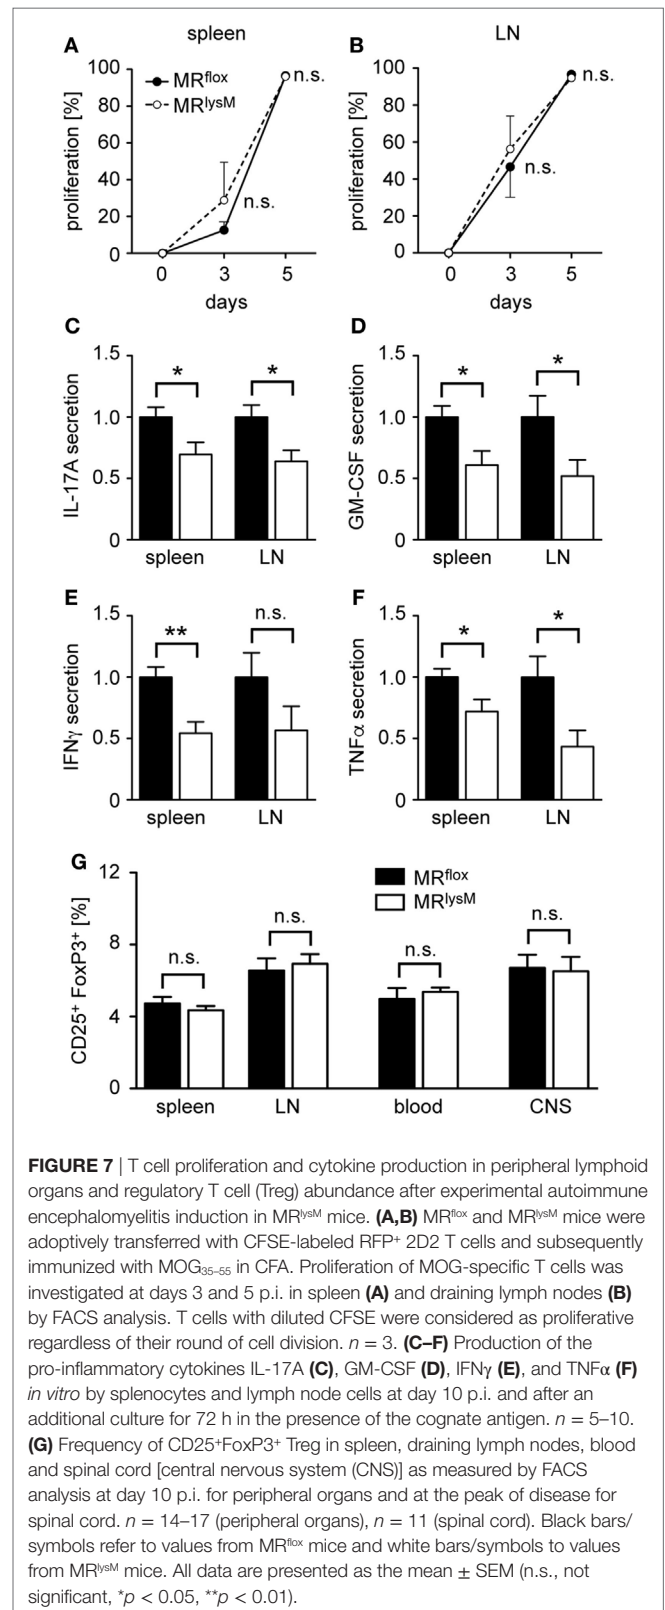 A spleen B LN
100 100
MRflox n.s. n.s.
80 MRlysM 80
60 60
40 n.s. 40 n.s.
20 20
0 0
proliferation [%] proliferation [%]
0 3 5 0 3 5
days days
C D
1.5 * * 1.5 * *
1.0 1.0
0.5 0.5
0 0
IL-17A secretion GM-CSF secretion
spleen LN spleen LN
E F
1.5 ** n.s. 1.5 * *
1.0 1.0
0.5 0.5
0 0
IFNγ secretion TNFα secretion
spleen LN spleen LN
G
12 MRflox
MRlysM
8 n.s. n.s. n.s. n.s.
4
0
CD25⁺ FoxP3⁺ [%]
spleen LN blood CNS
FIGURE 7 | T cell proliferation and cytokine production in peripheral lymphoid
organs and regulatory T cell (Treg) abundance after experimental autoimmune
encephalomyelitis induction in MRlysM mice. (A,B) MRflox and MRlysM mice were
adoptively transferred with CFSE-labeled RFP⁺ 2D2 T cells and subsequently
immunized with MOG₃₅₋₅₅ in CFA. Proliferation of MOG-specific T cells was
investigated at days 3 and 5 p.i. in spleen (A) and draining lymph nodes (B)
by FACS analysis. T cells with diluted CFSE were considered as proliferative
regardless of their round of cell division. n = 3. (C–F) Production of the
pro-inflammatory cytokines IL-17A (C), GM-CSF (D), IFNγ (E), and TNFα (F)
in vitro by splenocytes and lymph node cells at day 10 p.i. and after an
additional culture for 72 h in the presence of the cognate antigen. n = 5–10.
(G) Frequency of CD25⁺FoxP3⁺ Treg in spleen, draining lymph nodes, blood
and spinal cord [central nervous system (CNS)] as measured by FACS
analysis at day 10 p.i. for peripheral organs and at the peak of disease for
spinal cord. n = 14–17 (peripheral organs), n = 11 (spinal cord). Black bars/
symbols refer to values from MRflox mice and white bars/symbols to values
from MRlysM mice. All data are presented as the mean ± SEM (n.s., not
significant, *p < 0.05, **p < 0.01).